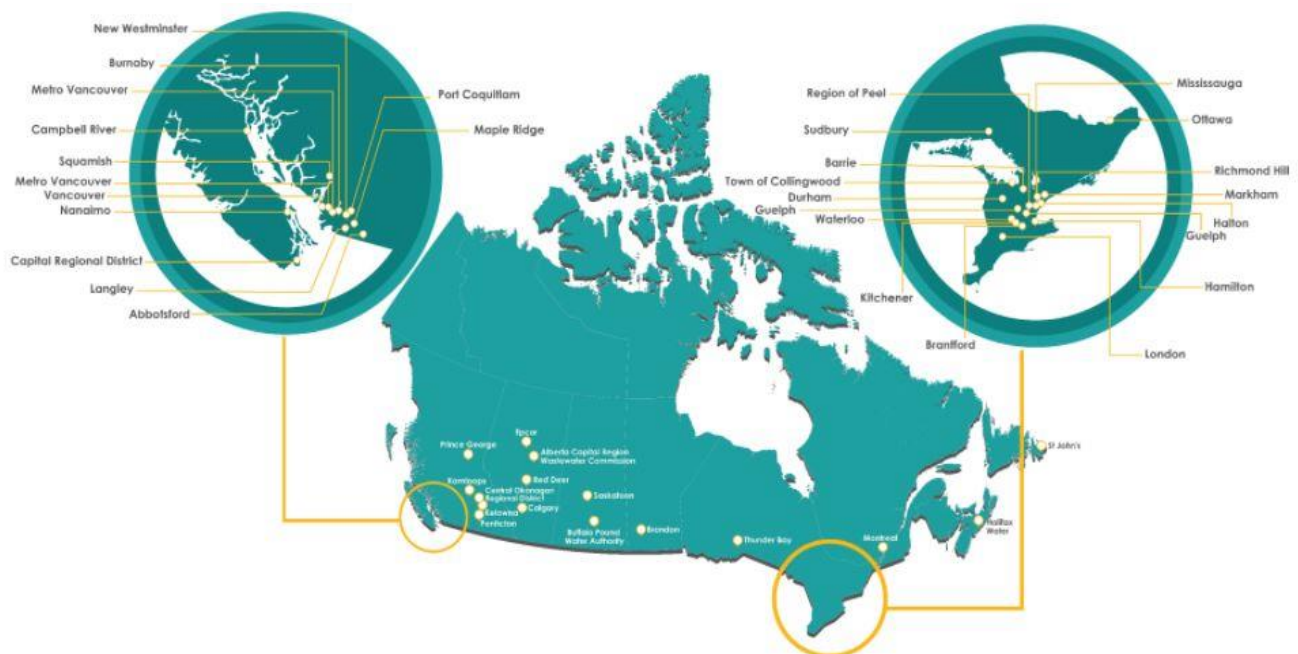 New Westminster
Burnaby
Metro Vancouver
Campbell River
Squamish
Metro Vancouver
Vancouver
Nanaimo
Capital Regional District
Langley
Abbotsford
Port Coquitlam
Maple Ridge
Region of Peel
Sudbury
Barrie
Town of Collingwood
Durham
Guelph
Waterloo
Kitchener
Brantford
Mississauga
Ottawa
Richmond Hill
Markham
Halton
Guelph
Hamilton
London
Prince George
Epcor
Alberta Capital Region
Wastewater Commission
Kamloops
Central Okanagan
Regional District
Kelowna
Penticton
Red Deer
Calgary
Saskatoon
Buffalo Pound
Water Authority
Brandon
Thunder Bay
Montreal
St John's
Halifax
Water